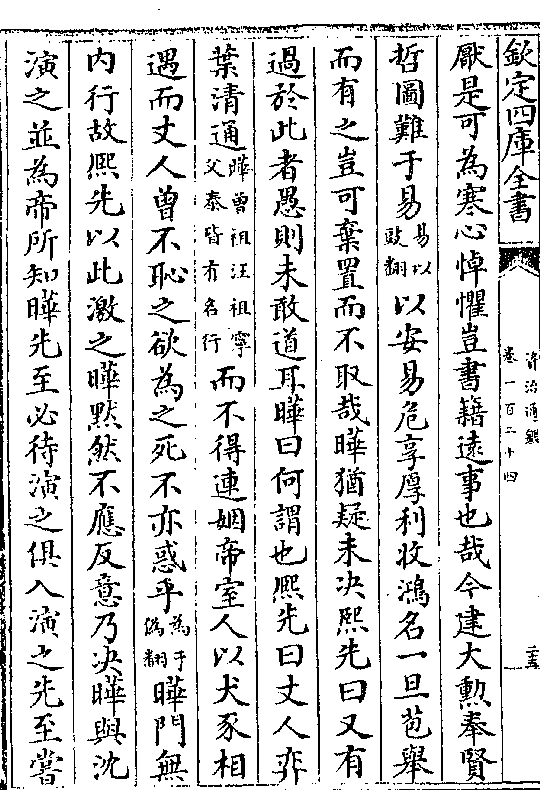 欽定四庫全書
資治通鑑
卷一百二十四
二十五
厭是可為寒心悼懼豈書籍遠事也哉今建大勲奉賢
哲圖難于易易以豉翻以安易危享厚利收鴻名一旦苞舉
而有之豈可棄置而不取哉曄猶疑未決熙先曰又有
過於此者愚則未敢道耳曄曰何謂也熙先曰丈人奕
葉清通曄曾祖汪祖寧父泰皆有名行而不得連姻帝室人以犬豕相
遇而丈人曾不恥之欲為之死不亦惑乎為于偽翻曄門無
内行故熙先以此激之曄黙然不應反意乃决曄與沈
演之並為帝所知曄先至必待演之俱入演之先至嘗